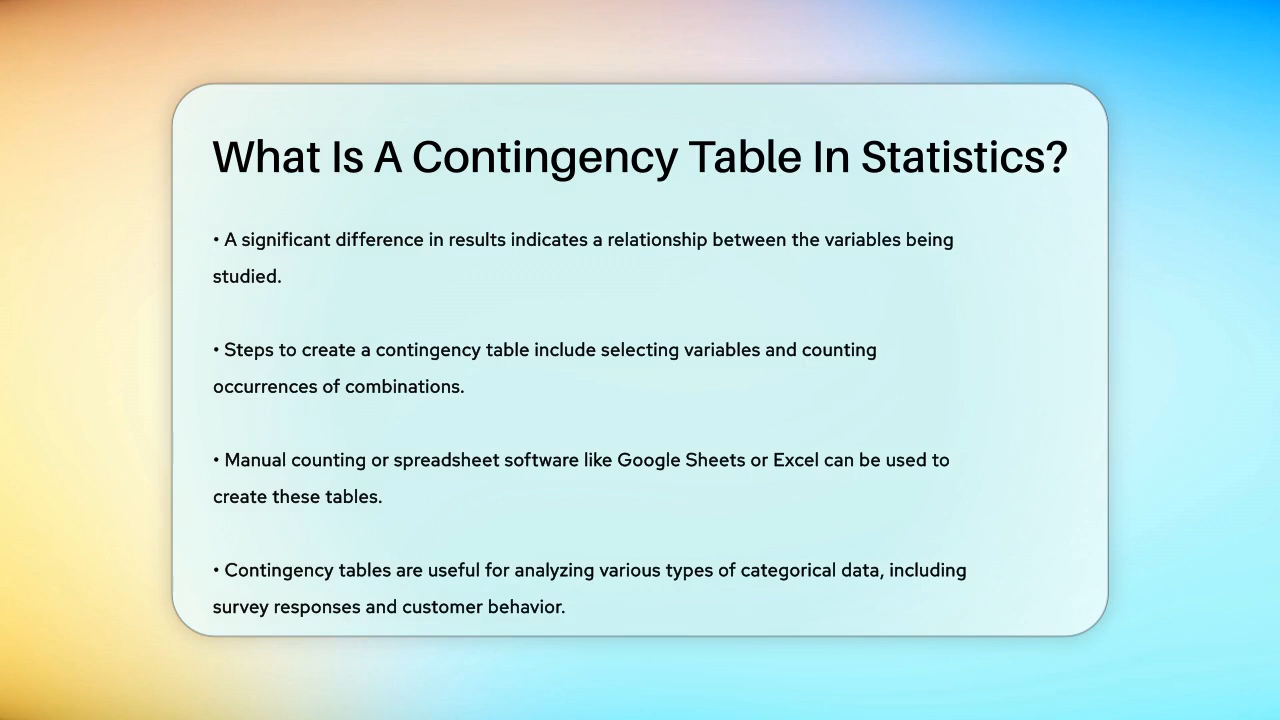 What Is A Contingency Table In Statistics?
• A significant difference in results indicates a relationship between the variables being
studied.
• Steps to create a contingency table include selecting variables and counting
occurrences of combinations.
• Manual counting or spreadsheet software like Google Sheets or Excel can be used to
create these tables.
• Contingency tables are useful for analyzing various types of categorical data, including
survey responses and customer behavior.